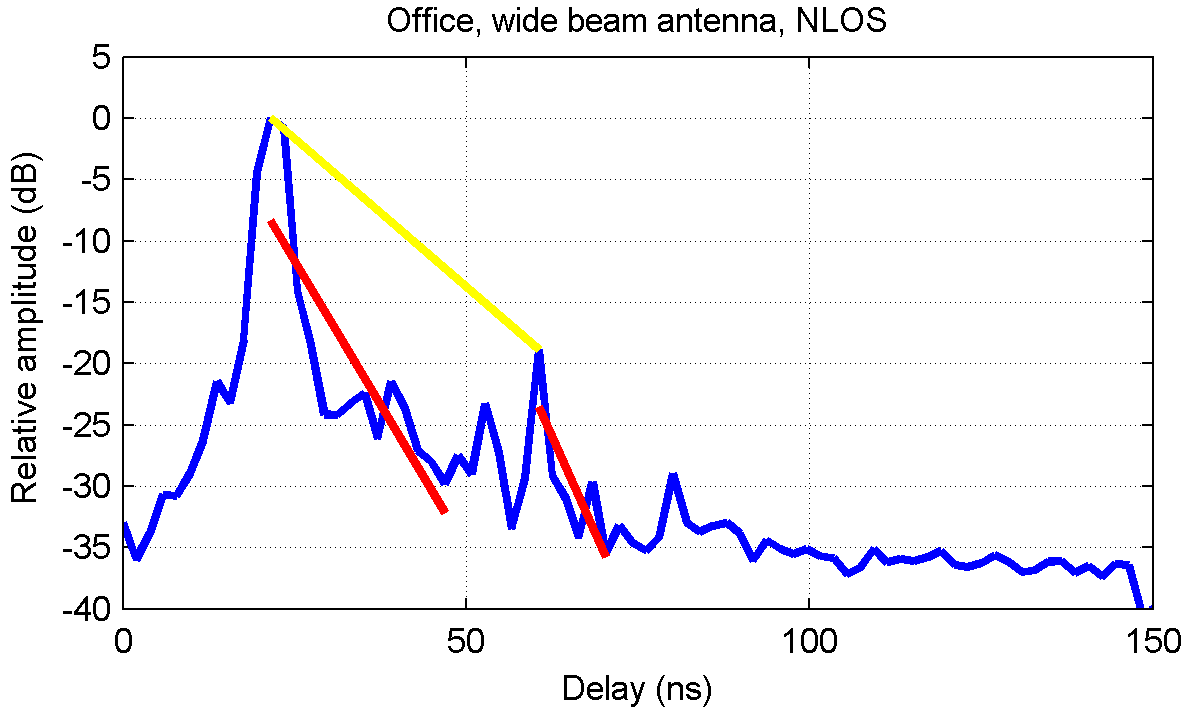 Office, wide beam antenna, NLOS
5
0
-5
-10
-15
-20
-25
-30
-35
-40
Relative amplitude (dB)
0 50 100 150
Delay (ns)